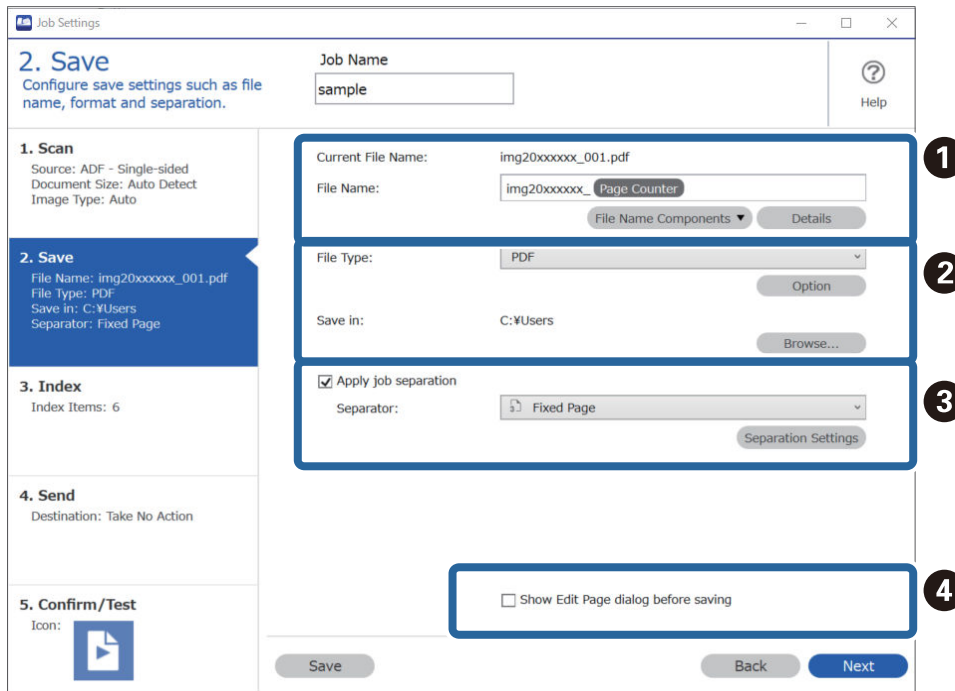 Job Settings
2. Save
Configure save settings such as file
name, format and separation.
Job Name
sample
Help
1. Scan
Source: ADF - Single-sided
Document Size: Auto Detect
Image Type: Auto
2. Save
File Name: img20xxxxxx_001.pdf
File Type: PDF
Save in: C:¥Users
Separator: Fixed Page
3. Index
Index Items: 6
4. Send
Destination: Take No Action
5. Confirm/Test
Icon:
Current File Name: img20xxxxxx_001.pdf
File Name: img20xxxxxx_ Page Counter
File Name Components ▼ Details
1
File Type: PDF
Option
Save in: C:¥Users
Browse...
2
Apply job separation
Separator: Fixed Page
Separation Settings
3
Show Edit Page dialog before saving
4
Save Back Next